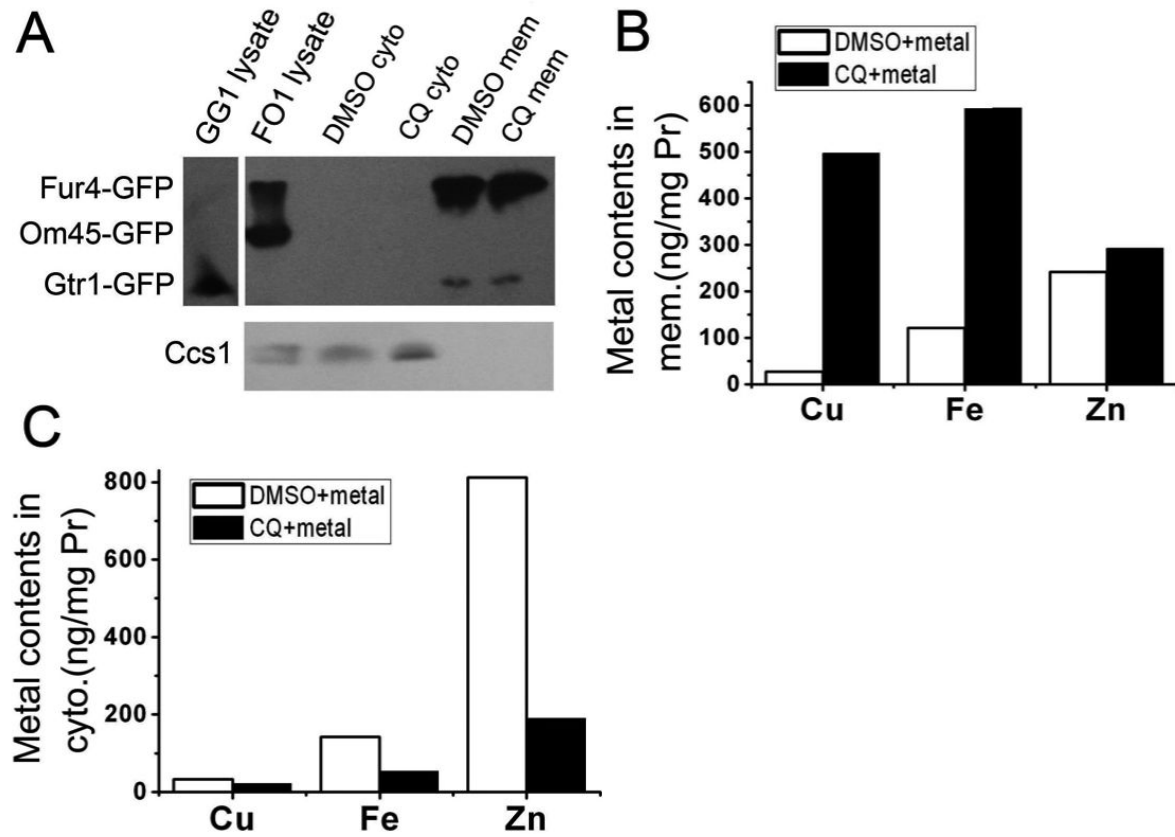 A
GG1 lysate
FO1 lysate
DMSO cyto
CQ cyto
DMSO mem
CQ mem
Fur4-GFP
Om45-GFP
Gtr1-GFP
Ccs1
B
DMSO+metal
CQ+metal
Metal contents in
mem.(ng/mg Pr)
600
500
400
300
200
100
0
Cu Fe Zn
C
DMSO+metal
CQ+metal
Metal contents in
cyto.(ng/mg Pr)
800
600
400
200
0
Cu Fe Zn